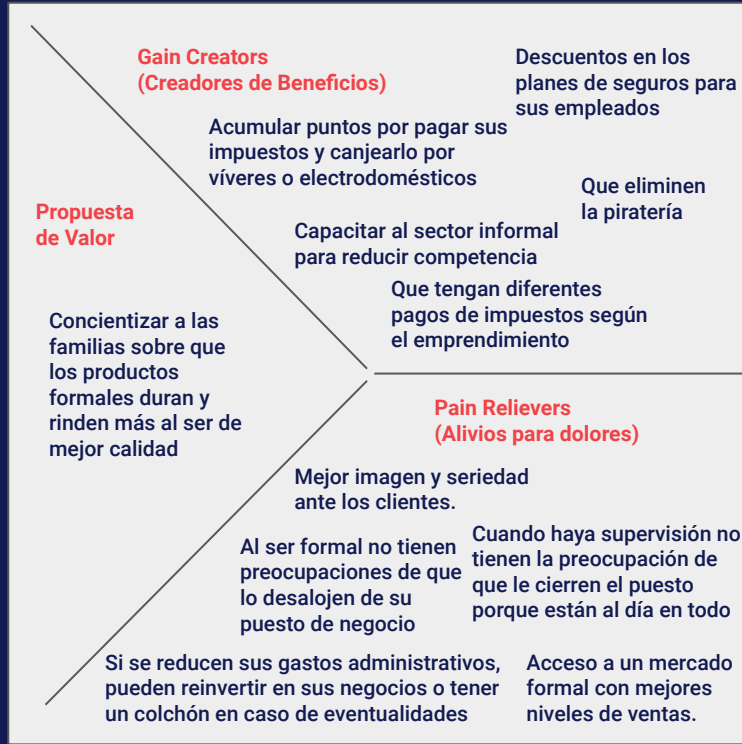 Gain Creators
(Creadores de Beneficios)
Descuentos en los
planes de seguros para
sus empleados
Acumular puntos por pagar sus
impuestos y canjearlo por
víveres o electrodomésticos
Que eliminen
la piratería
Propuesta
de Valor
Capacitar al sector informal
para reducir competencia
Que tengan diferentes
pagos de impuestos según
el emprendimiento
Concientizar a las
familias sobre que
los productos
formales duran y
rinden más al ser de
mejor calidad
Pain Relievers
(Alivios para dolores)
Mejor imagen y seriedad
ante los clientes.
Al ser formal no tienen
preocupaciones de que
lo desalojen de su
puesto de negocio
Cuando haya supervisión no
tienen la preocupación de
que le cierren el puesto
porque están al día en todo
Si se reducen sus gastos administrativos,
pueden reinvertir en sus negocios o tener
un colchón en caso de eventualidades
Acceso a un mercado
formal con mejores
niveles de ventas.